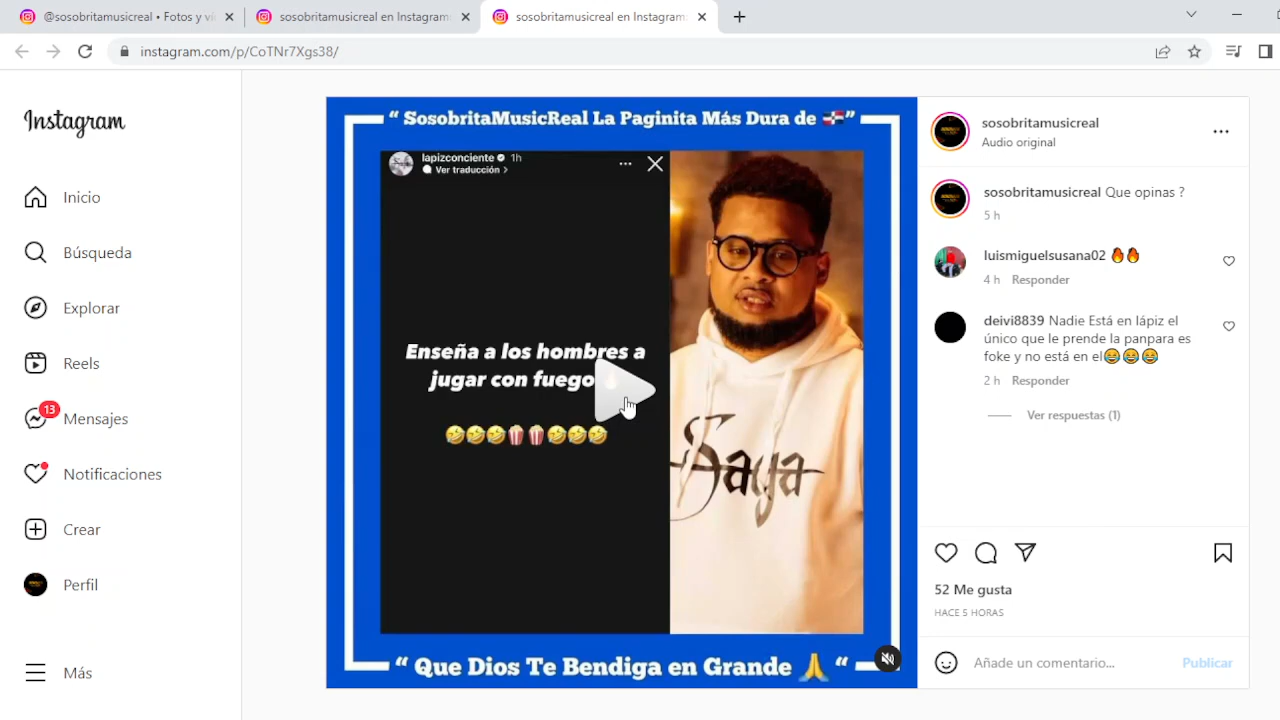 @sosobritamusicreal • Fotos y ví
sosobritamusicreal en Instagram:
sosobritamusicreal en Instagram:
instagram.com/p/CoTNr7Xgs38/
Instagram
Inicio
Búsqueda
Explorar
Reels
13
Mensajes
Notificaciones
Crear
Perfil
Más
“ SosobritaMusicReal La Paginita Más Dura de 🇩🇴”
lapizconciente 1h
Ver traducción >
Enseña a los hombres a
jugar con fuego
🤣🤣🤣🍿🍿🤣🤣🤣
Saya
“ Que Dios Te Bendiga en Grande 🙏 “
sosobritamusicreal
Audio original
sosobritamusicreal Que opinas ?
5 h
luismiguelsusana02 🔥🔥
4 h Responder
deivi8839 Nadie Está en lápiz el
único que le prende la panpara es
foke y no está en el😂😂😂
2 h Responder
Ver respuestas (1)
52 Me gusta
HACE 5 HORAS
Añade un comentario...
Publicar